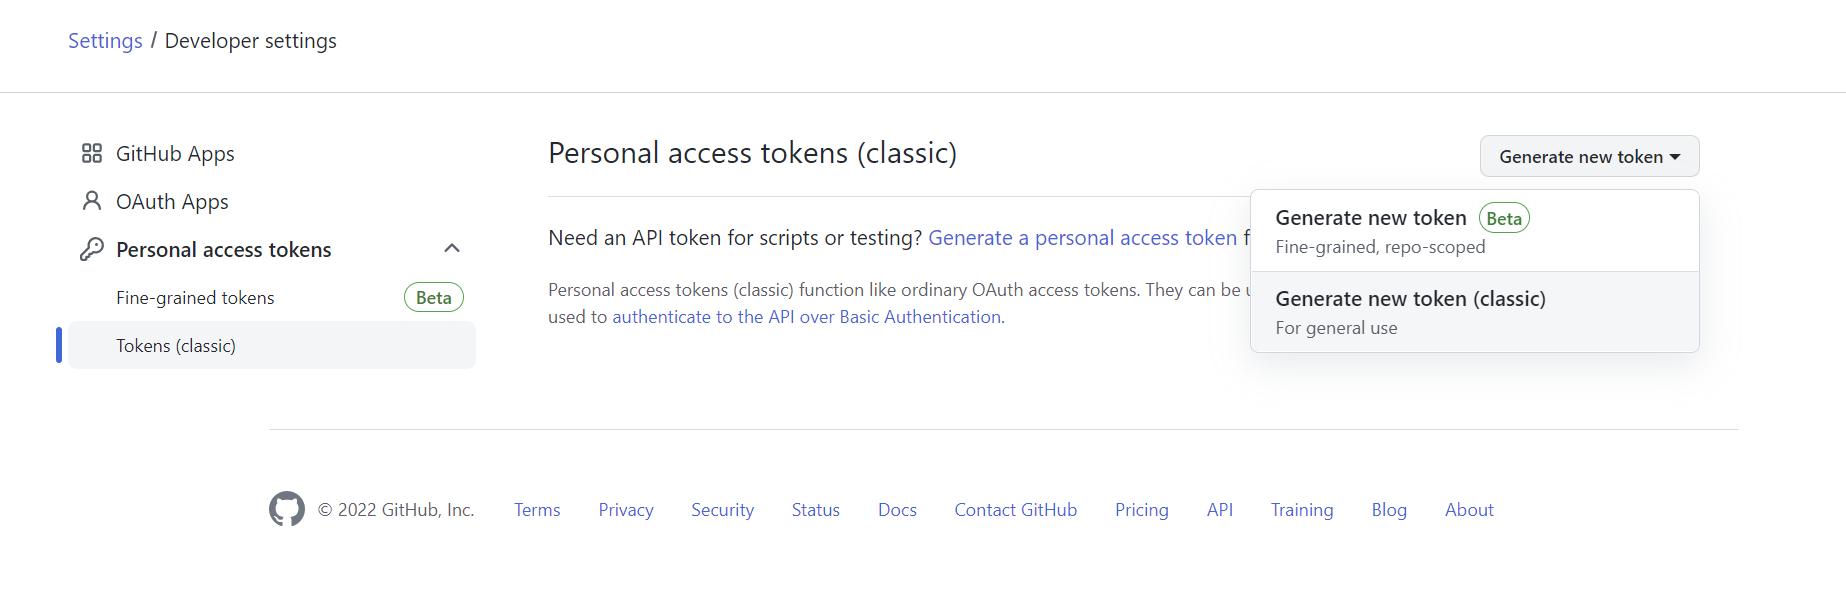 Settings / Developer settings
GitHub Apps
OAuth Apps
Personal access tokens
Fine-grained tokens Beta
Tokens (classic)
Personal access tokens (classic)
Generate new token
Need an API token for scripts or testing? Generate a personal access token f
Personal access tokens (classic) function like ordinary OAuth access tokens. They can be
used to authenticate to the API over Basic Authentication.
Generate new token Beta
Fine-grained, repo-scoped
Generate new token (classic)
For general use
© 2022 GitHub, Inc. Terms Privacy Security Status Docs Contact GitHub Pricing API Training Blog About